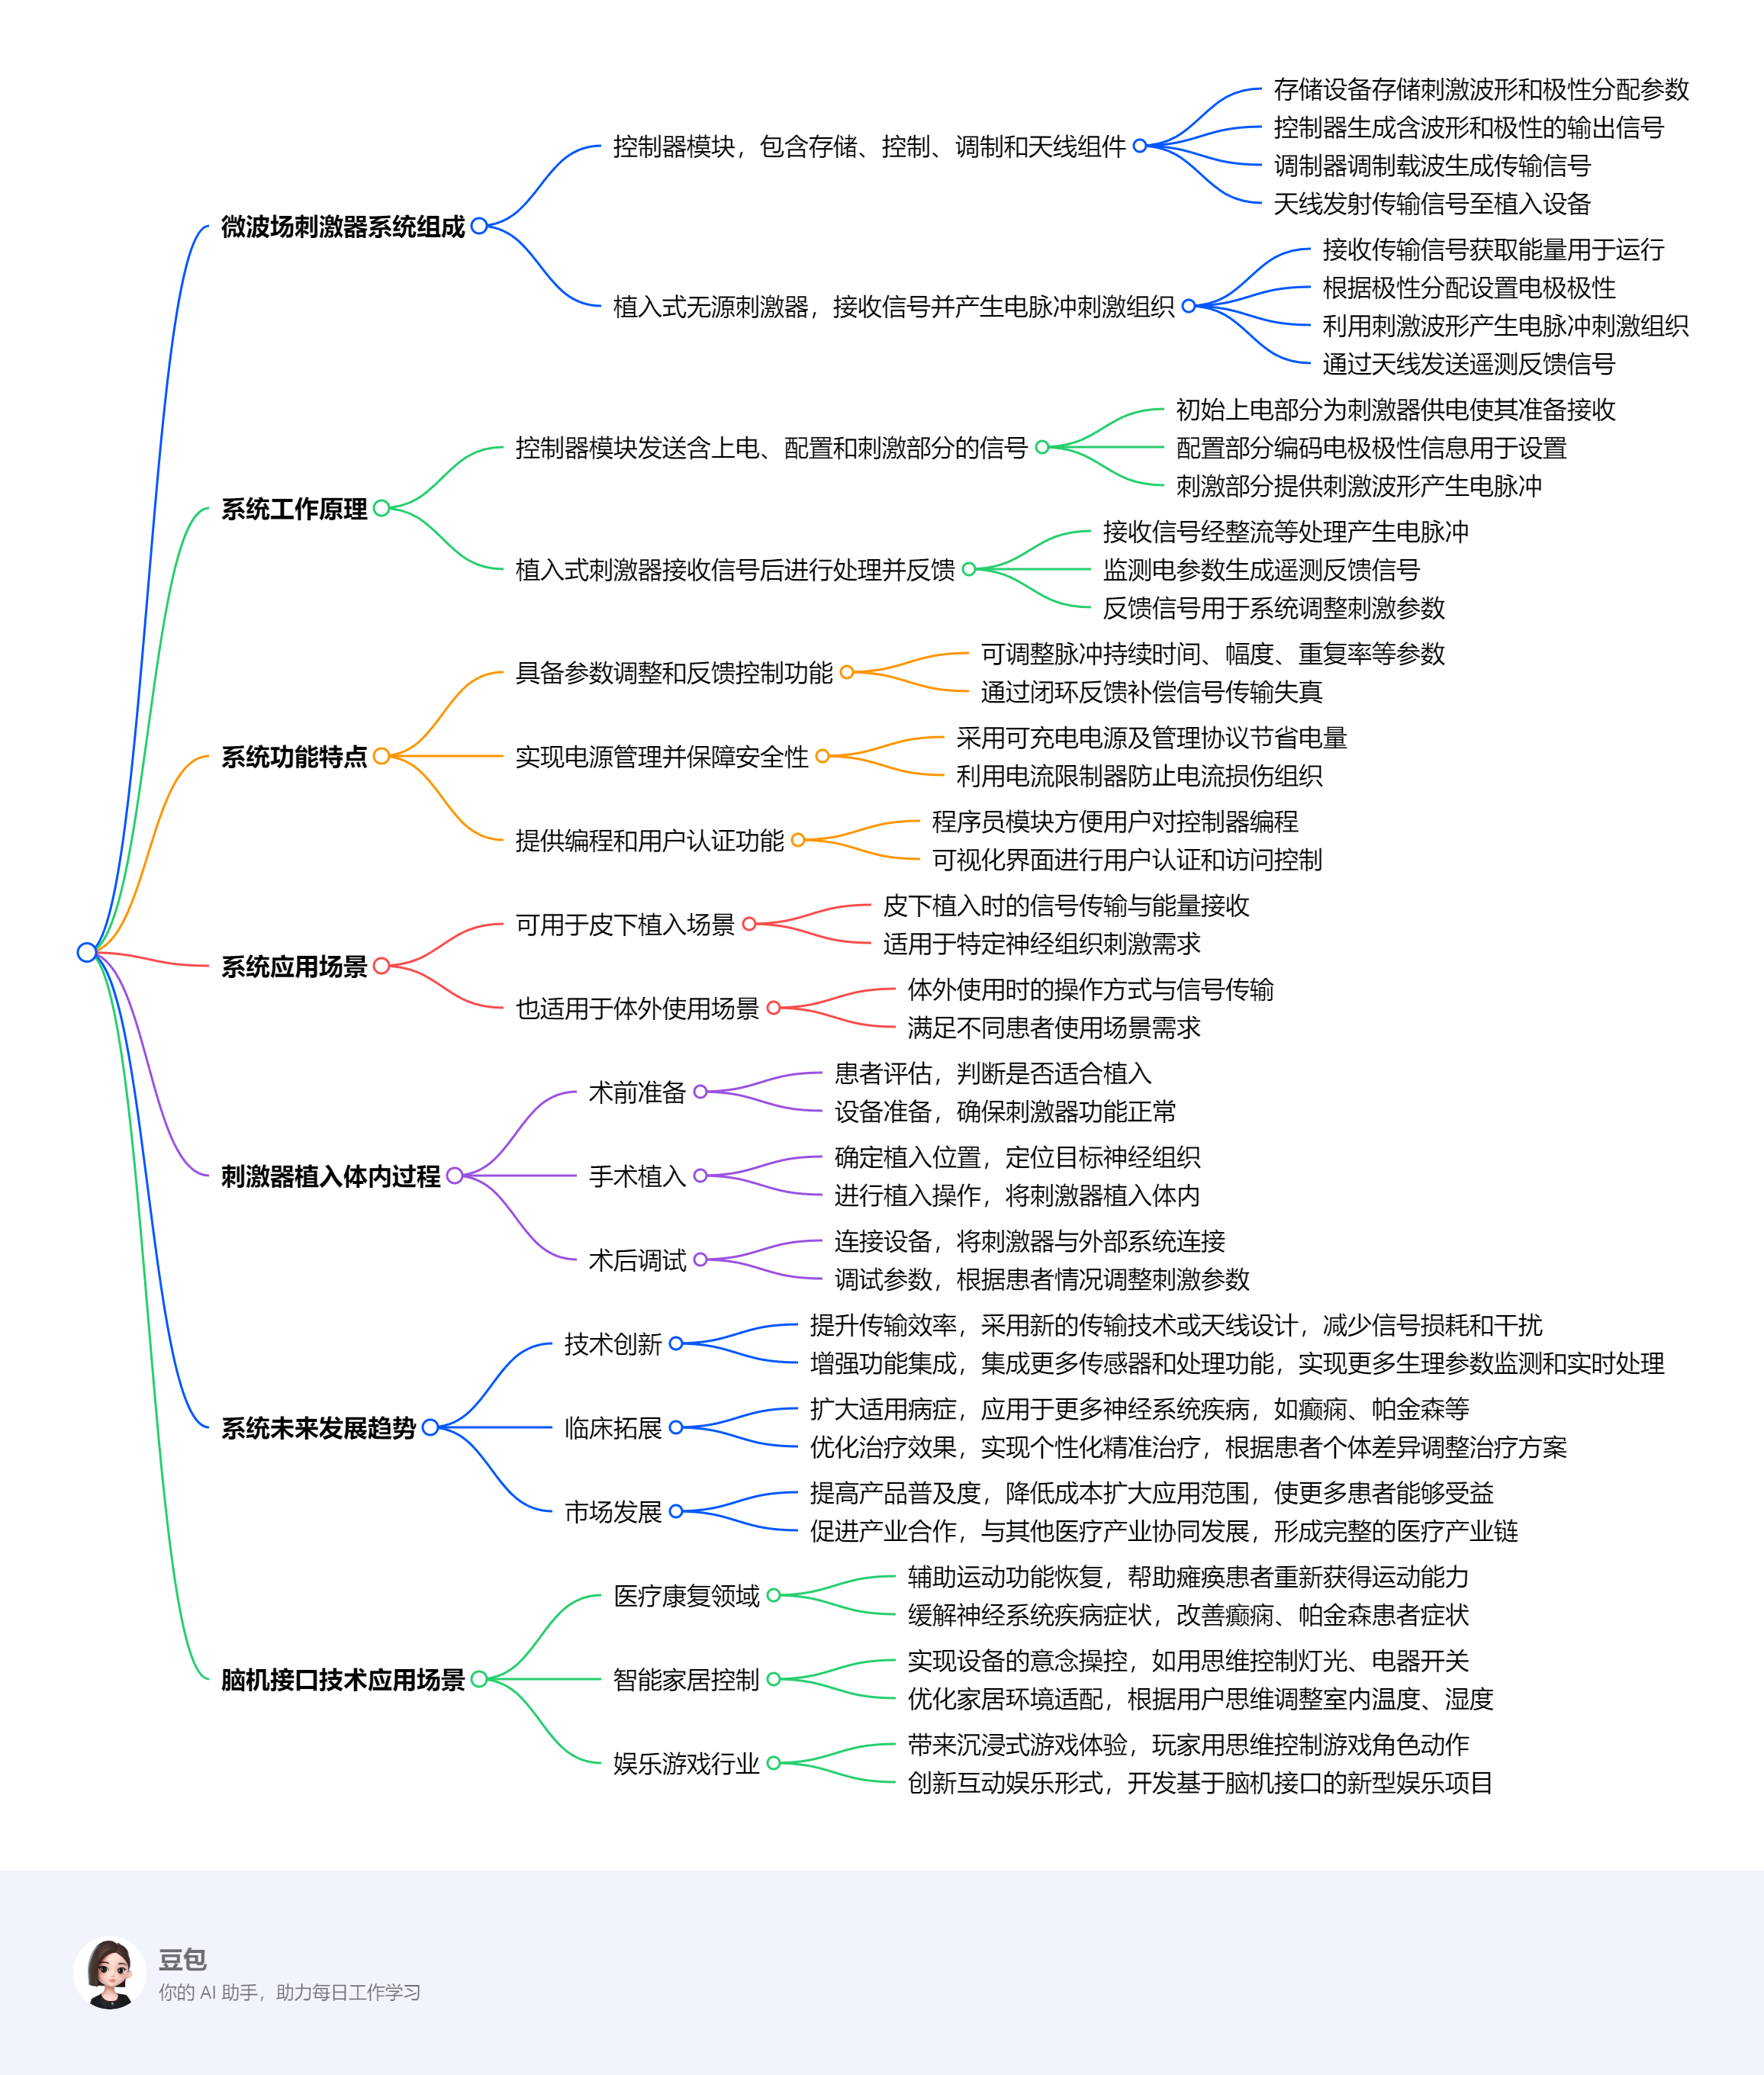 微波场刺激器系统组成
控制器模块，包含存储、控制、调制和天线组件
存储设备存储刺激波形和极性分配参数
控制器生成含波形和极性的输出信号
调制器调制载波生成传输信号
天线发射传输信号至植入设备
植入式无源刺激器，接收信号并产生电脉冲刺激组织
接收传输信号获取能量用于运行
根据极性分配设置电极极性
利用刺激波形产生电脉冲刺激组织
通过天线发送遥测反馈信号
系统工作原理
控制器模块发送含上电、配置和刺激部分的信号
初始上电部分为刺激器供电使其准备接收
配置部分编码电极极性信息用于设置
刺激部分提供刺激波形产生电脉冲
植入式刺激器接收信号后进行处理并反馈
接收信号经整流等处理产生电脉冲
监测电参数生成遥测反馈信号
反馈信号用于系统调整刺激参数
系统功能特点
具备参数调整和反馈控制功能
可调整脉冲持续时间、幅度、重复率等参数
通过闭环反馈补偿信号传输失真
实现电源管理并保障安全性
采用可充电电源及管理协议节省电量
利用电流限制器防止电流损伤组织
提供编程和用户认证功能
程序员模块方便用户对控制器编程
可视化界面进行用户认证和访问控制
系统应用场景
可用于皮下植入场景
皮下植入时的信号传输与能量接收
适用于特定神经组织刺激需求
也适用于体外使用场景
体外使用时的操作方式与信号传输
满足不同患者使用场景需求
刺激器植入体内过程
术前准备
患者评估，判断是否适合植入
设备准备，确保刺激器功能正常
手术植入
确定植入位置，定位目标神经组织
进行植入操作，将刺激器植入体内
术后调试
连接设备，将刺激器与外部系统连接
调试参数，根据患者情况调整刺激参数
系统未来发展趋势
技术创新
提升传输效率，采用新的传输技术或天线设计，减少信号损耗和干扰
增强功能集成，集成更多传感器和处理功能，实现更多生理参数监测和实时处理
临床拓展
扩大适用病症，应用于更多神经系统疾病，如癫痫、帕金森等
优化治疗效果，实现个性化精准治疗，根据患者个体差异调整治疗方案
市场发展
提高产品普及度，降低成本扩大应用范围，使更多患者能够受益
促进产业合作，与其他医疗产业协同发展，形成完整的医疗产业链
脑机接口技术应用场景
医疗康复领域
辅助运动功能恢复，帮助瘫痪患者重新获得运动能力
缓解神经系统疾病症状，改善癫痫、帕金森患者症状
智能家居控制
实现设备的意念操控，如用思维控制灯光、电器开关
优化家居环境适配，根据用户思维调整室内温度、湿度
娱乐游戏行业
带来沉浸式游戏体验，玩家用思维控制游戏角色动作
创新互动娱乐形式，开发基于脑机接口的新型娱乐项目
豆包
你的 AI 助手，助力每日工作学习